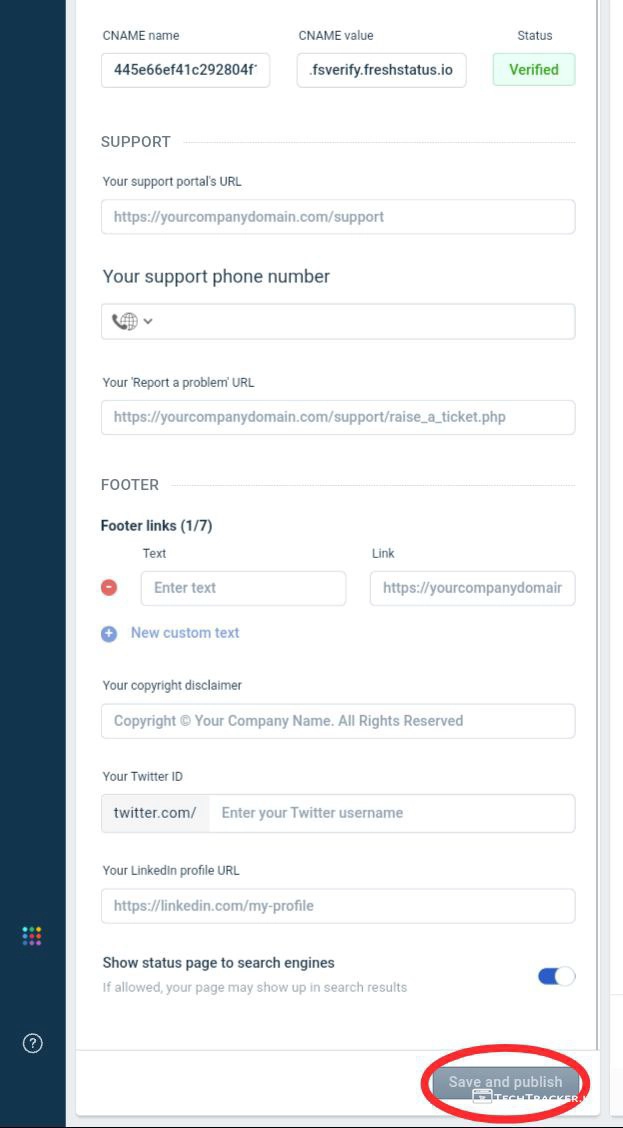 CNAME name
CNAME value
Status
.fsverify.freshstatus.io
Verified
SUPPORT
Your support portal's URL
https://yourcompanydomain.com/support
Your support phone number
Your 'Report a problem' URL
https://yourcompanydomain.com/support/raise_a_ticket.php
FOOTER
Footer links (1/7)
Text
Link
Enter text
https://yourcompanydomair
New custom text
Your copyright disclaimer
Copyright © Your Company Name. All Rights Reserved
Your Twitter ID
twitter.com/
Enter your Twitter username
Your LinkedIn profile URL
https://linkedin.com/my-profile
Show status page to search engines
If allowed, your page may show up in search results
?
Save and publish
TECHTRACKER.